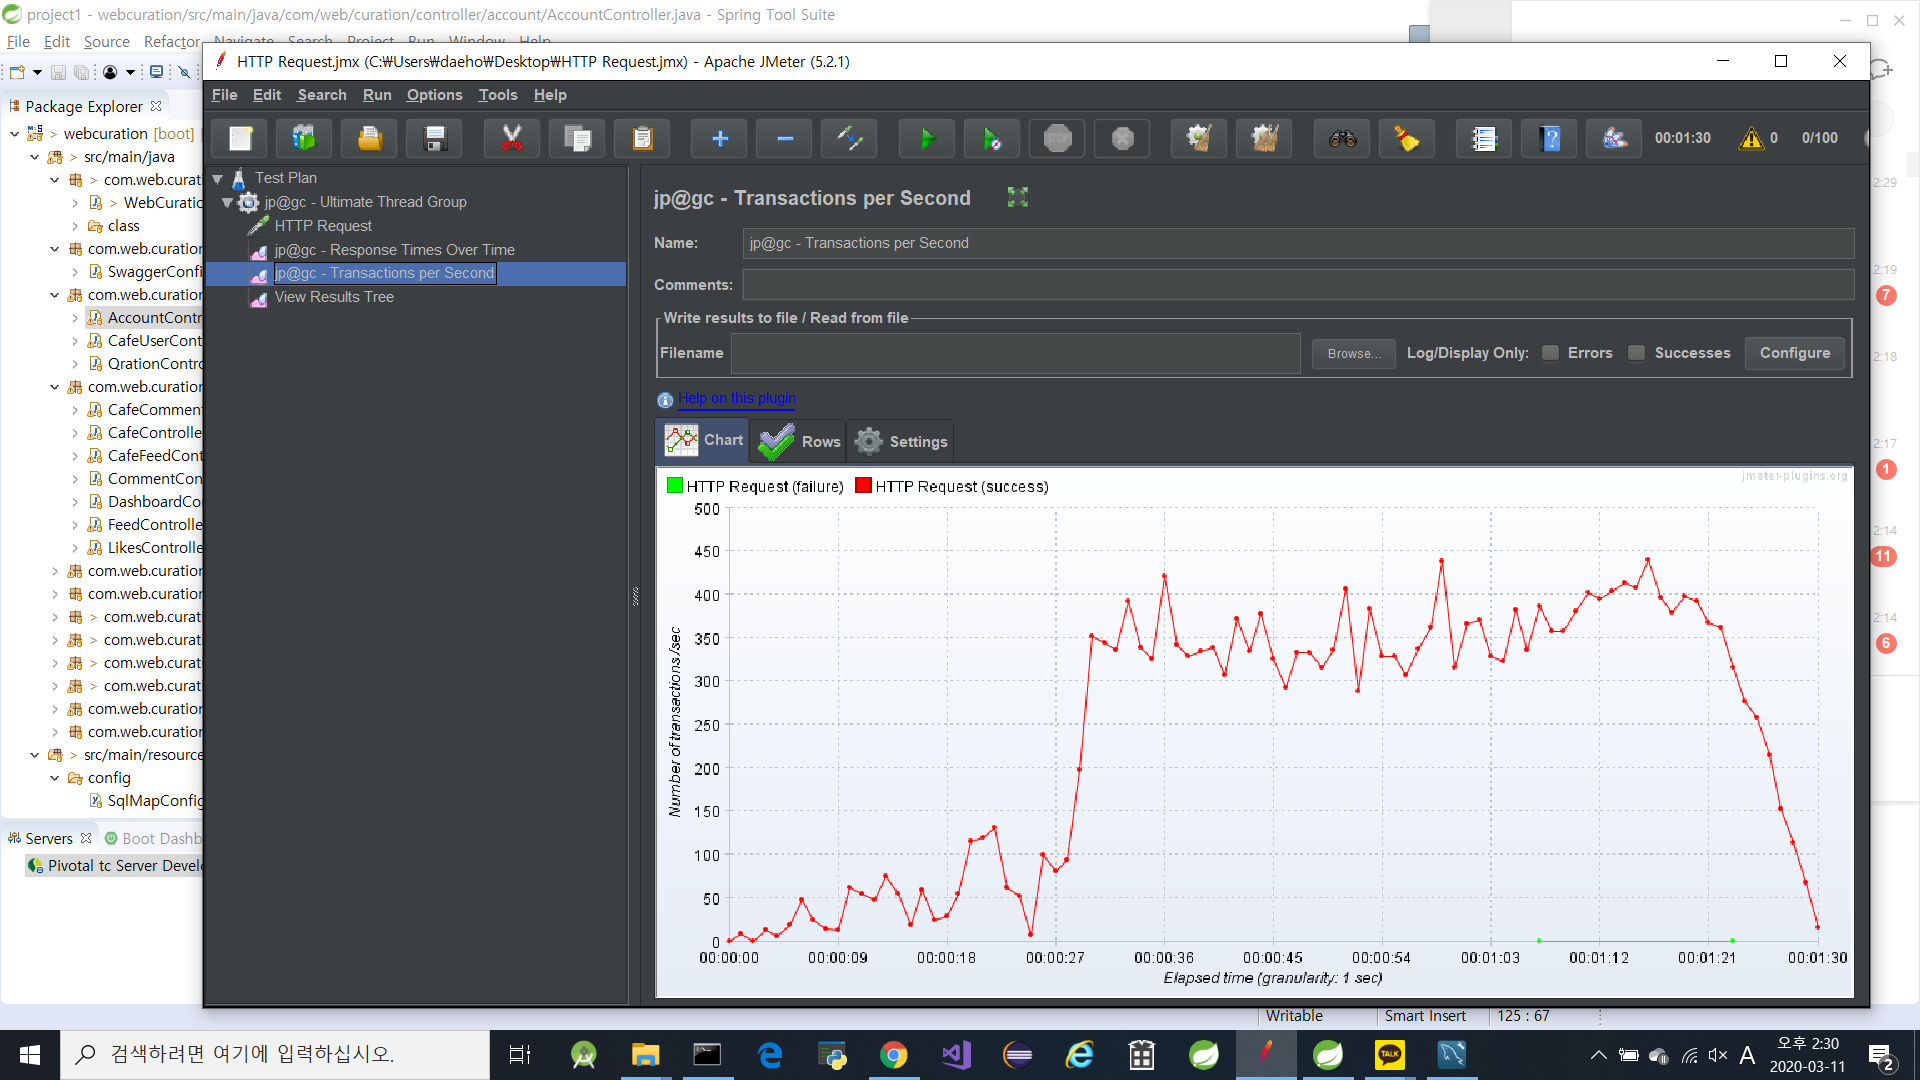 project1 - webcuration/src/main/java/com/web/curation/controller/account/AccountController.java - Spring Tool Suite
File Edit Source Refactor Navigate Search Project Run Window Help
HTTP Request.jmx (C:₩Users₩daeho₩Desktop₩HTTP Request.jmx) - Apache JMeter (5.2.1)
File Edit Search Run Options Tools Help
00:01:30 0 0/100
Package Explorer
> webcuration [boot]
> src/main/java
> com.web.curat
> WebCuratio
class
com.web.curation
SwaggerConfi
com.web.curation
AccountContr
CafeUserCont
QrationContro
com.web.curation
CafeCommen
CafeControlle
CafeFeedCont
CommentCon
DashboardCo
FeedControlle
LikesControlle
com.web.curation
com.web.curation
> com.web.curat
> com.web.curat
> com.web.curat
> com.web.curat
com.web.curation
com.web.curation
> src/main/resource
config
SqlMapConfig
Servers Boot Dashb
Pivotal tc Server Develo
Test Plan
jp@gc - Ultimate Thread Group
HTTP Request
jp@gc - Response Times Over Time
jp@gc - Transactions per Second
View Results Tree
jp@gc - Transactions per Second
Name: jp@gc - Transactions per Second
Comments:
Write results to file / Read from file
Filename Browse... Log/Display Only: Errors Successes Configure
Help on this plugin
Chart Rows Settings
jmeter-plugins.org
HTTP Request (failure) HTTP Request (success)
500
450
400
350
300
250
200
150
100
50
0
Number of transactions /sec
00:00:00 00:00:09 00:00:18 00:00:27 00:00:36 00:00:45 00:00:54 00:01:03 00:01:12 00:01:21 00:01:30
Elapsed time (granularity: 1 sec)
2:29
2:19
7
2:18
2:17
1
2:14
11
2:14
6
Writable Smart Insert 125 : 67
검색하려면 여기에 입력하십시오.
TALK
A
오후 2:30
2020-03-11
2